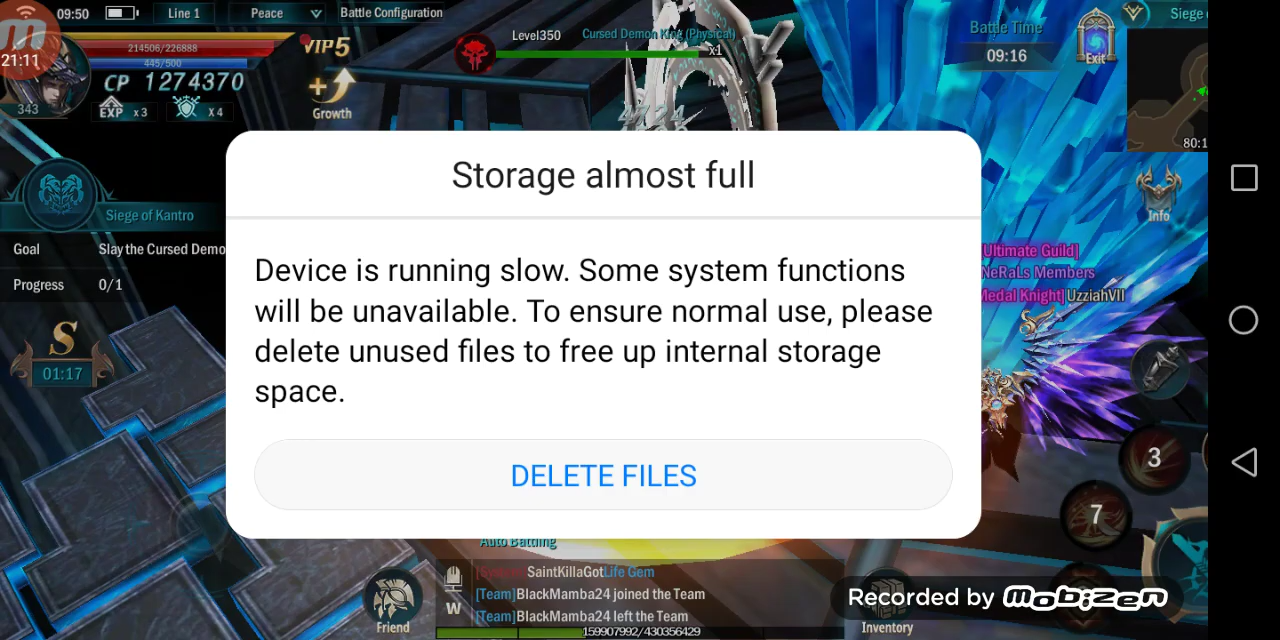 09:50
Line 1
Peace
Battle Configuration
21:11
214506/226888
445/500
CP 1274370
343
EXP x 3
X 4
VIP5
+
Growth
Level350
Cursed Demon King (Physical)
x1
Battle Time
09:16
Exit
Siege
80:1
Info
Siege of Kantro
Goal
Slay the Cursed Demo
Progress
0/1
S
01:17
Storage almost full
Device is running slow. Some system functions
will be unavailable. To ensure normal use, please
delete unused files to free up internal storage
space.
DELETE FILES
Ultimate Guild]
NeRaLs Members
Medal Knight]UzziahVII
3
7
Auto Battling
SaintKillaGotLife Gem
[Team]BlackMamba24 joined the Team
[Team]BlackMamba24 left the Team
W
159907992/430356429
Friend
Inventory
Recorded by Mobizen